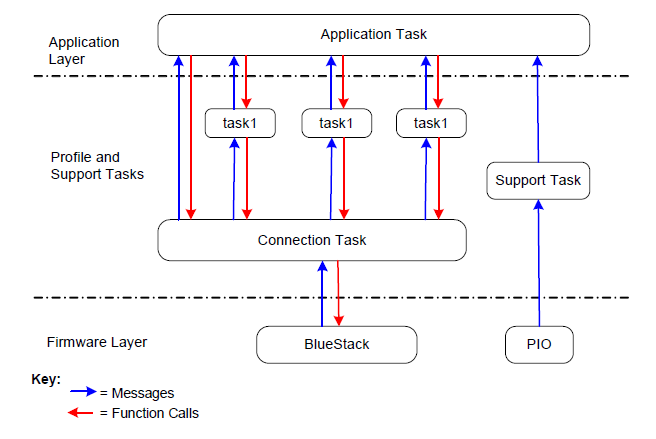 Application Task
Application
Layer
task1 task1 task1
Profile and
Support Tasks
Support Task
Connection Task
Firmware Layer
BlueStack
PIO
Key:
= Messages
= Function Calls